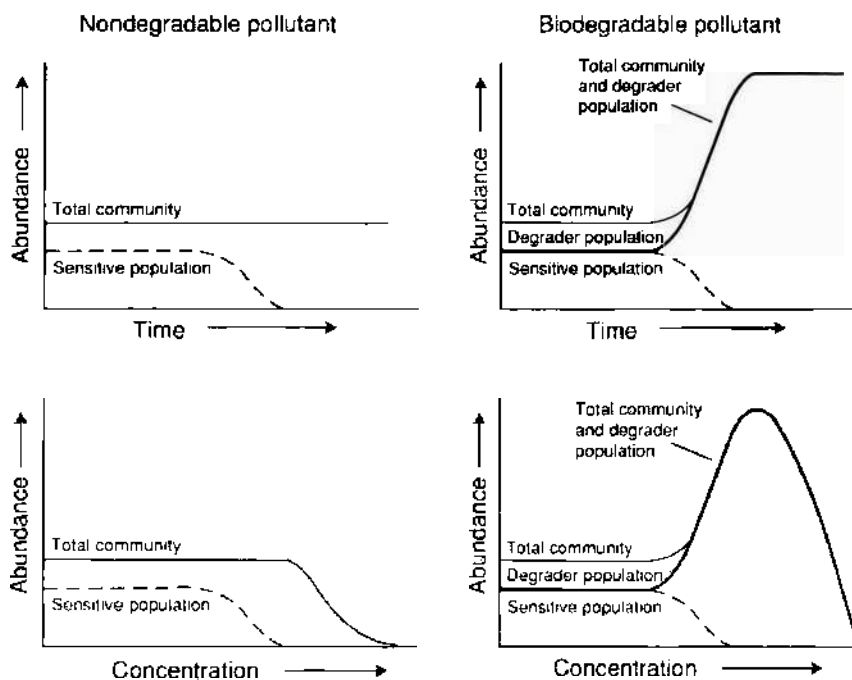 Nondegradable pollutant
Abundance
Total community
Sensitive population
Time
Biodegradable pollutant
Total community
and degrader
population
Abundance
Total community
Degrader population
Sensitive population
Time
Abundance
Total community
Sensitive population
Concentration
Total community
and degrader
population
Abundance
Total community
Degrader population
Sensitive population
Concentration